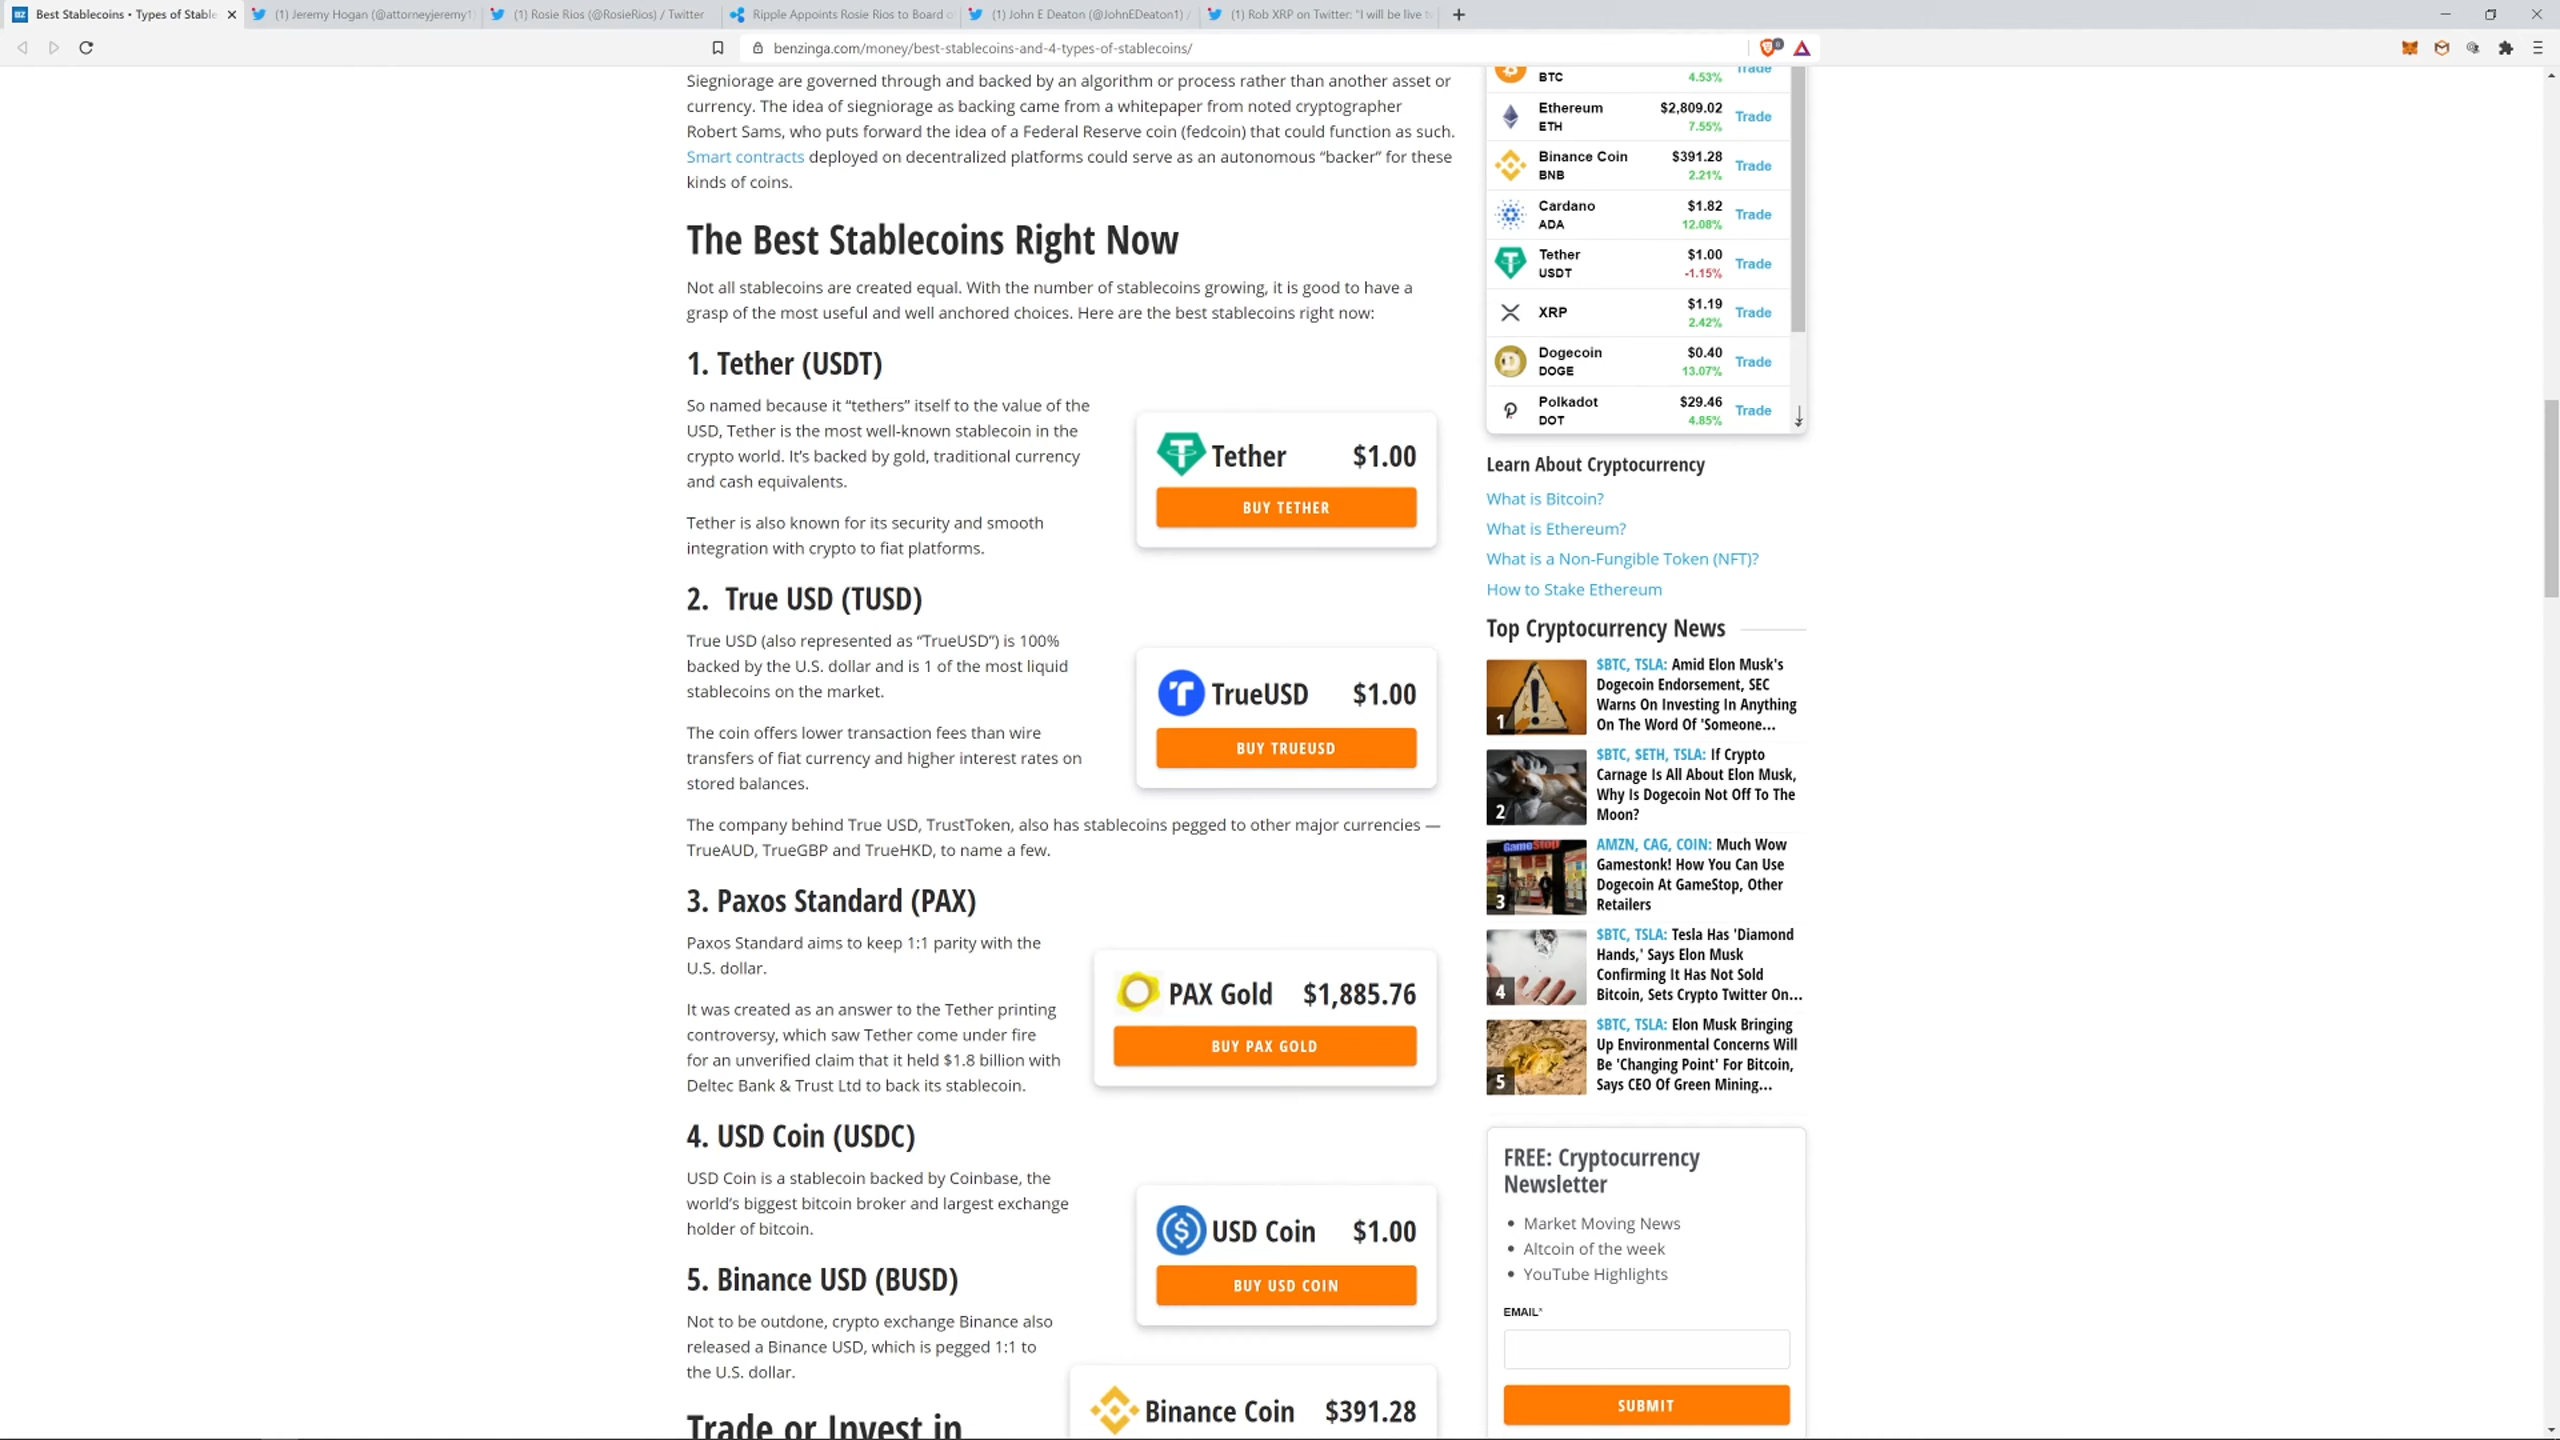 Best Stablecoins • Types of Stable
(1) Jeremy Hogan (@attorneyjeremy1
(1) Rosie Rios (@RosieRios) / Twitter
Ripple Appoints Rosie Rios to Board o
(1) John E Deaton (@JohnEDeaton1) /
(1) Rob XRP on Twitter: "I will be live t
benzinga.com/money/best-stablecoins-and-4-types-of-stablecoins/
Siegniorage are governed through and backed by an algorithm or process rather than another asset or
currency. The idea of siegniorage as backing came from a whitepaper from noted cryptographer
Robert Sams, who puts forward the idea of a Federal Reserve coin (fedcoin) that could function as such.
Smart contracts deployed on decentralized platforms could serve as an autonomous “backer” for these
kinds of coins.
The Best Stablecoins Right Now
Not all stablecoins are created equal. With the number of stablecoins growing, it is good to have a
grasp of the most useful and well anchored choices. Here are the best stablecoins right now:
1. Tether (USDT)
So named because it “tethers” itself to the value of the
USD, Tether is the most well-known stablecoin in the
crypto world. It’s backed by gold, traditional currency
and cash equivalents.
Tether is also known for its security and smooth
integration with crypto to fiat platforms.
Tether $1.00
BUY TETHER
2. True USD (TUSD)
True USD (also represented as “TrueUSD”) is 100%
backed by the U.S. dollar and is 1 of the most liquid
stablecoins on the market.
The coin offers lower transaction fees than wire
transfers of fiat currency and higher interest rates on
stored balances.
TrueUSD $1.00
BUY TRUEUSD
The company behind True USD, TrustToken, also has stablecoins pegged to other major currencies —
TrueAUD, TrueGBP and TrueHKD, to name a few.
3. Paxos Standard (PAX)
Paxos Standard aims to keep 1:1 parity with the
U.S. dollar.
It was created as an answer to the Tether printing
controversy, which saw Tether come under fire
for an unverified claim that it held $1.8 billion with
Deltec Bank & Trust Ltd to back its stablecoin.
PAX Gold $1,885.76
BUY PAX GOLD
4. USD Coin (USDC)
USD Coin is a stablecoin backed by Coinbase, the
world’s biggest bitcoin broker and largest exchange
holder of bitcoin.
USD Coin $1.00
BUY USD COIN
5. Binance USD (BUSD)
Not to be outdone, crypto exchange Binance also
released a Binance USD, which is pegged 1:1 to
the U.S. dollar.
Binance Coin $391.28
Trade or Invest in
BTC 4.53% Trade
Ethereum $2,809.02
ETH 7.55% Trade
Binance Coin $391.28
BNB 2.21% Trade
Cardano $1.82
ADA 12.08% Trade
Tether $1.00
USDT -1.15% Trade
XRP $1.19
2.42% Trade
Dogecoin $0.40
DOGE 13.07% Trade
Polkadot $29.46
DOT 4.85% Trade
Learn About Cryptocurrency
What is Bitcoin?
What is Ethereum?
What is a Non-Fungible Token (NFT)?
How to Stake Ethereum
Top Cryptocurrency News
1
$BTC, TSLA: Amid Elon Musk's
Dogecoin Endorsement, SEC
Warns On Investing In Anything
On The Word Of 'Someone...
2
$BTC, $ETH, TSLA: If Crypto
Carnage Is All About Elon Musk,
Why Is Dogecoin Not Off To The
Moon?
GameStop
3
AMZN, CAG, COIN: Much Wow
Gamestonk! How You Can Use
Dogecoin At GameStop, Other
Retailers
4
$BTC, TSLA: Tesla Has 'Diamond
Hands,' Says Elon Musk
Confirming It Has Not Sold
Bitcoin, Sets Crypto Twitter On...
5
$BTC, TSLA: Elon Musk Bringing
Up Environmental Concerns Will
Be 'Changing Point' For Bitcoin,
Says CEO Of Green Mining...
FREE: Cryptocurrency
Newsletter
• Market Moving News
• Altcoin of the week
• YouTube Highlights
EMAIL*
SUBMIT